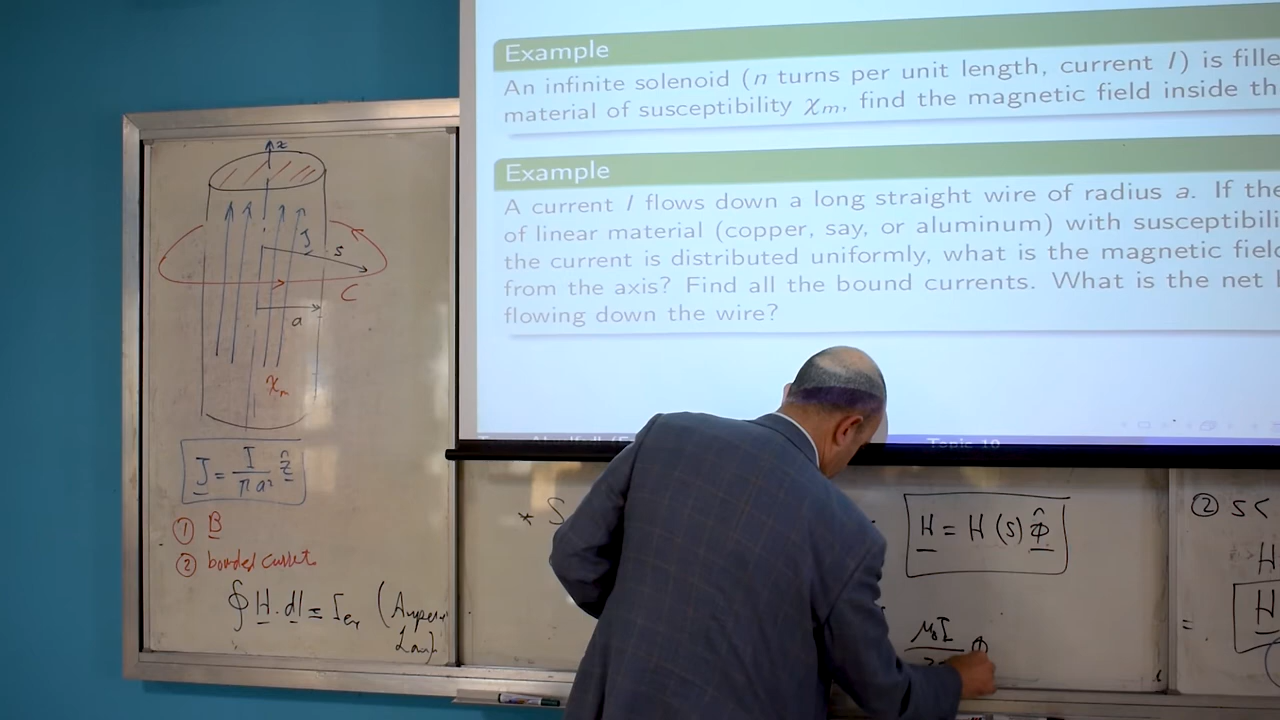 Example
An infinite solenoid (n turns per unit length, current I) is fille
material of susceptibility χm, find the magnetic field inside th
Example
A current I flows down a long straight wire of radius a. If the
of linear material (copper, say, or aluminum) with susceptibili
the current is distributed uniformly, what is the magnetic field
from the axis? Find all the bound currents. What is the net
flowing down the wire?
Topic 10
z
J
s
C
a
χm
J = I/πa² ẑ
① B
② bounded current
∮ H . dl = Ien (Ampere
Law)
* S
H = H (s) φ̂
μ₀I
② s <
H
= H